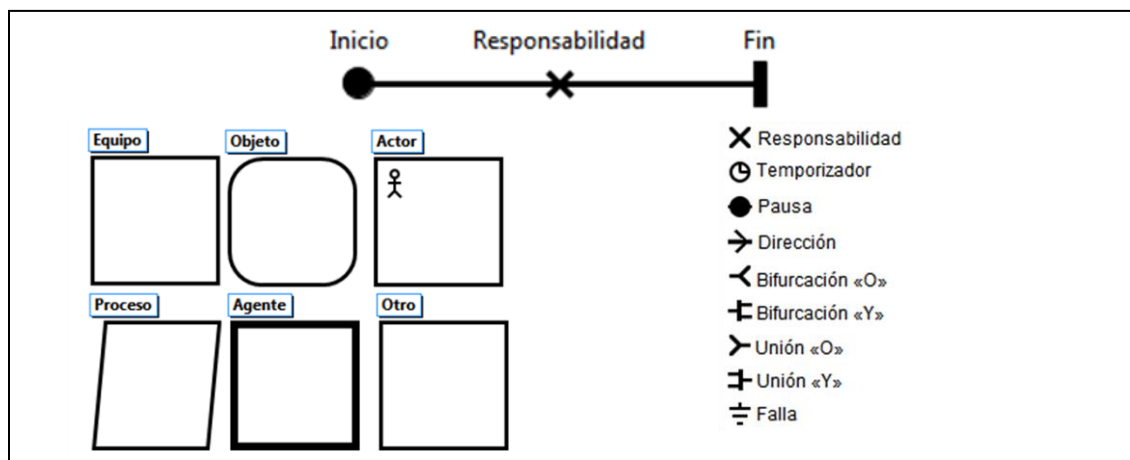 Inicio Responsabilidad Fin
Equipo Objeto Actor
Proceso Agente Otro
Responsabilidad
Temporizador
Pausa
Dirección
Bifurcación «O»
Bifurcación «Y»
Unión «O»
Unión «Y»
Falla